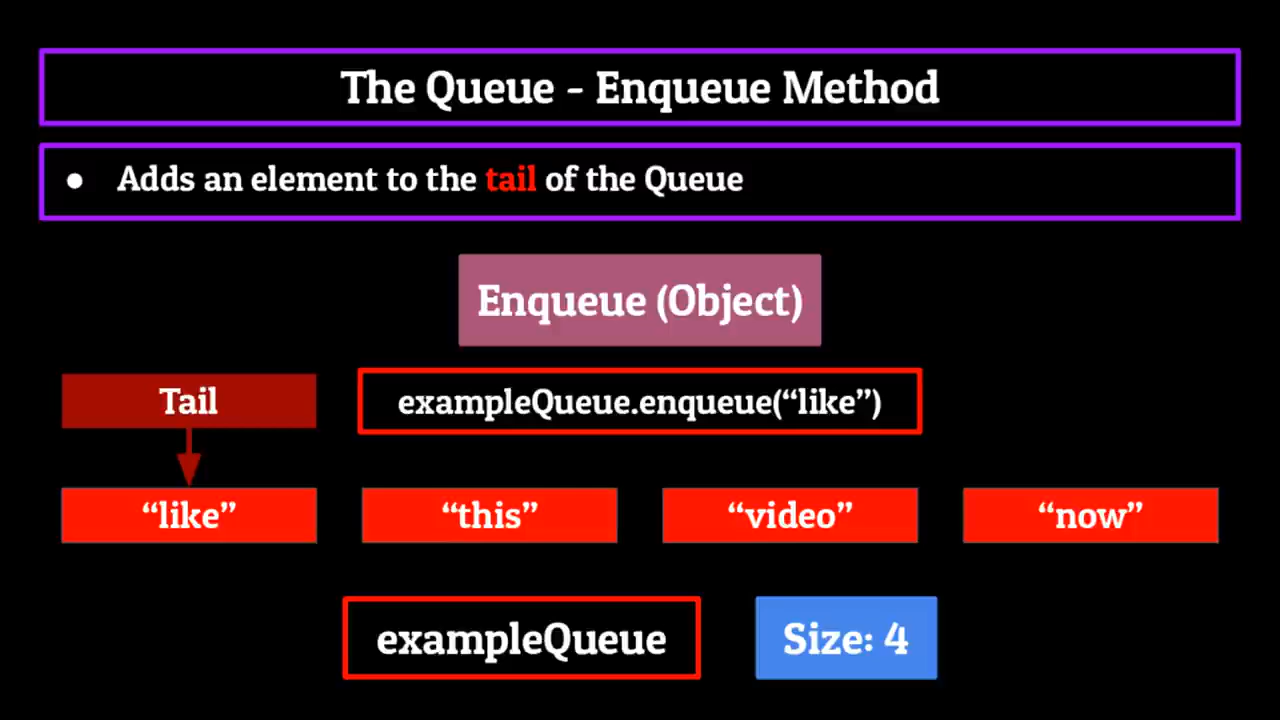 The Queue - Enqueue Method
● Adds an element to the tail of the Queue
Enqueue (Object)
Tail
exampleQueue.enqueue(“like”)
“like” “this” “video” “now”
exampleQueue
Size: 4